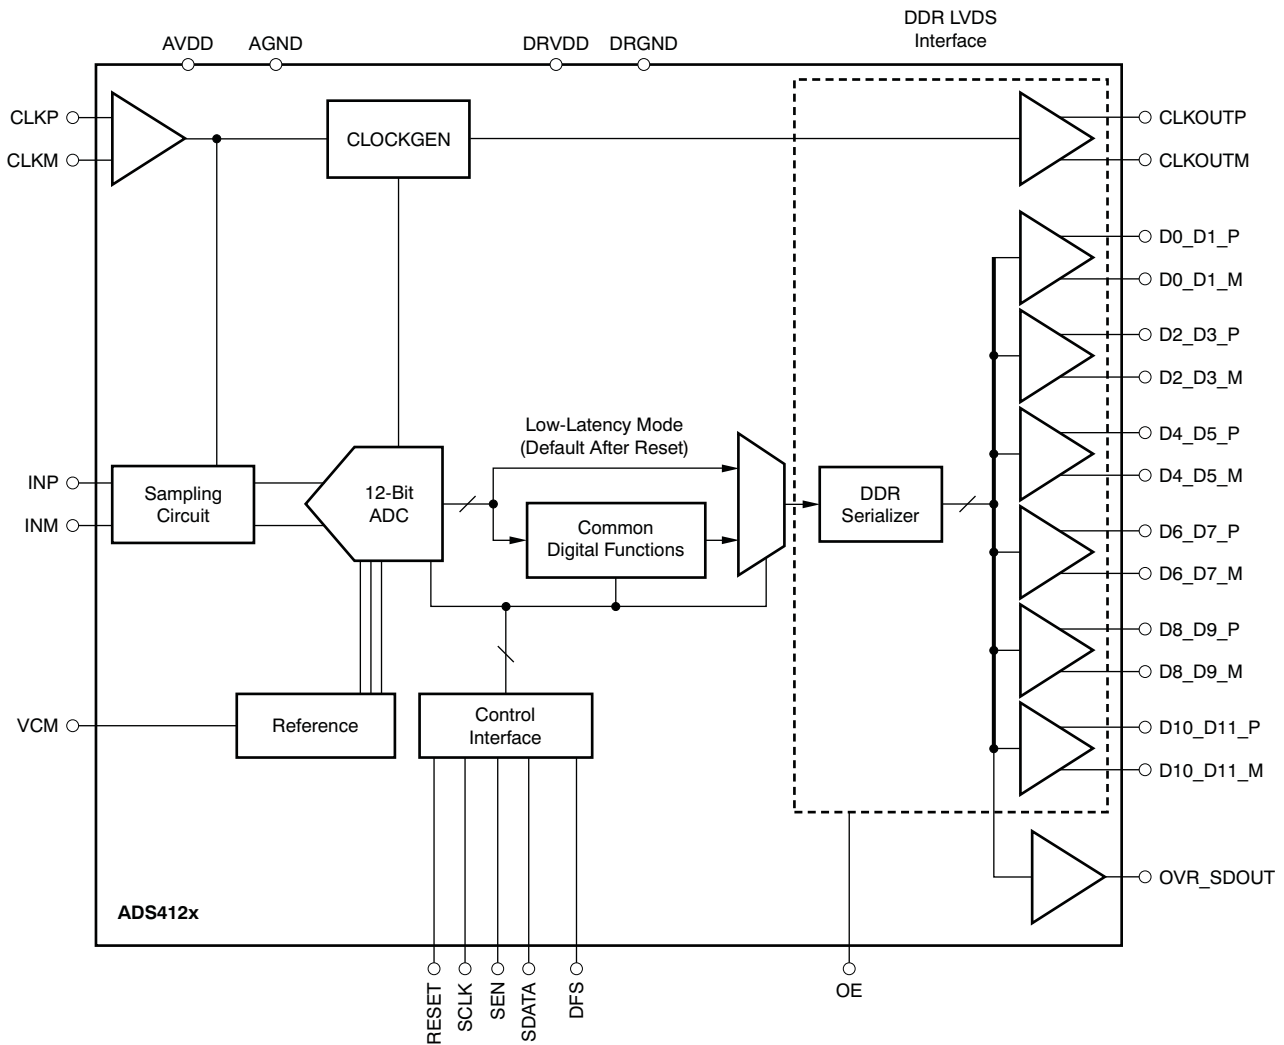 DDR LVDS
Interface
AVDD
AGND
DRVDD
DRGND
CLKP
CLKM
CLOCKGEN
CLKOUTP
CLKOUTM
D0_D1_P
D0_D1_M
D2_D3_P
D2_D3_M
Low-Latency Mode
(Default After Reset)
D4_D5_P
D4_D5_M
INP
INM
Sampling
Circuit
12-Bit
ADC
Common
Digital Functions
DDR
Serializer
D6_D7_P
D6_D7_M
D8_D9_P
D8_D9_M
VCM
Reference
Control
Interface
D10_D11_P
D10_D11_M
OVR_SDOUT
ADS412x
RESET
SCLK
SEN
SDATA
DFS
OE